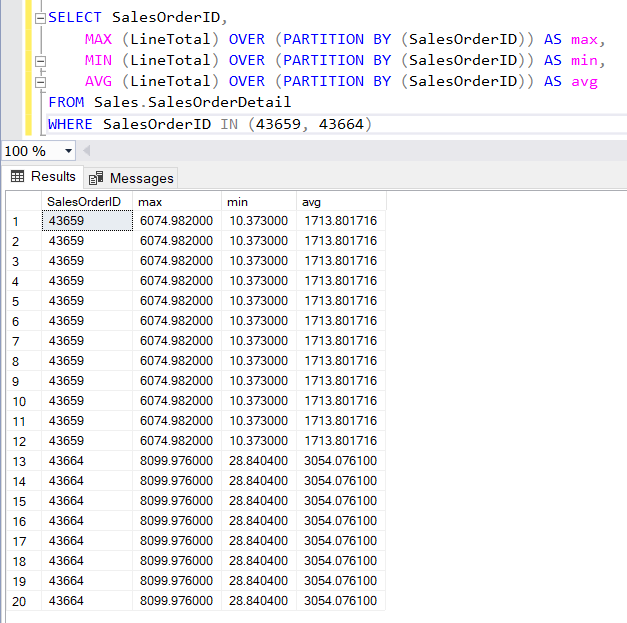 SELECT SalesOrderID,
MAX (LineTotal) OVER (PARTITION BY (SalesOrderID)) AS max,
MIN (LineTotal) OVER (PARTITION BY (SalesOrderID)) AS min,
AVG (LineTotal) OVER (PARTITION BY (SalesOrderID)) AS avg
FROM Sales.SalesOrderDetail
WHERE SalesOrderID IN (43659, 43664)
100 %
Results Messages
SalesOrderID max min avg
1 43659 6074.982000 10.373000 1713.801716
2 43659 6074.982000 10.373000 1713.801716
3 43659 6074.982000 10.373000 1713.801716
4 43659 6074.982000 10.373000 1713.801716
5 43659 6074.982000 10.373000 1713.801716
6 43659 6074.982000 10.373000 1713.801716
7 43659 6074.982000 10.373000 1713.801716
8 43659 6074.982000 10.373000 1713.801716
9 43659 6074.982000 10.373000 1713.801716
10 43659 6074.982000 10.373000 1713.801716
11 43659 6074.982000 10.373000 1713.801716
12 43659 6074.982000 10.373000 1713.801716
13 43664 8099.976000 28.840400 3054.076100
14 43664 8099.976000 28.840400 3054.076100
15 43664 8099.976000 28.840400 3054.076100
16 43664 8099.976000 28.840400 3054.076100
17 43664 8099.976000 28.840400 3054.076100
18 43664 8099.976000 28.840400 3054.076100
19 43664 8099.976000 28.840400 3054.076100
20 43664 8099.976000 28.840400 3054.076100